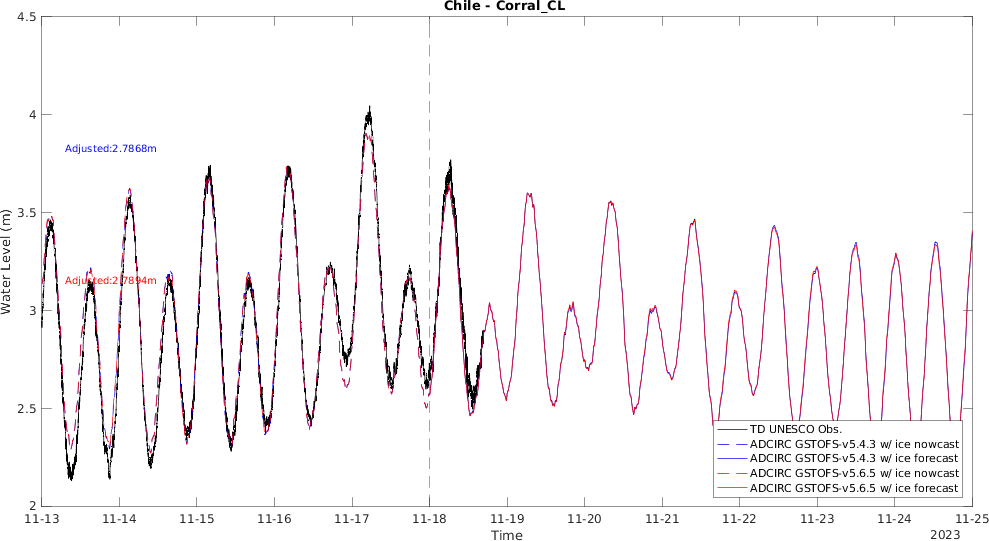 Chile - Corral_CL
4.5
4
3.5
3
2.5
2
Water Level (m)
Adjusted:2.7868m
Adjusted:2.7894m
TD UNESCO Obs.
ADCIRC GSTOFS-v5.4.3 w/ ice nowcast
ADCIRC GSTOFS-v5.4.3 w/ ice forecast
ADCIRC GSTOFS-v5.6.5 w/ ice nowcast
ADCIRC GSTOFS-v5.6.5 w/ ice forecast
11-13 11-14 11-15 11-16 11-17 11-18 11-19 11-20 11-21 11-22 11-23 11-24 11-25
Time
2023